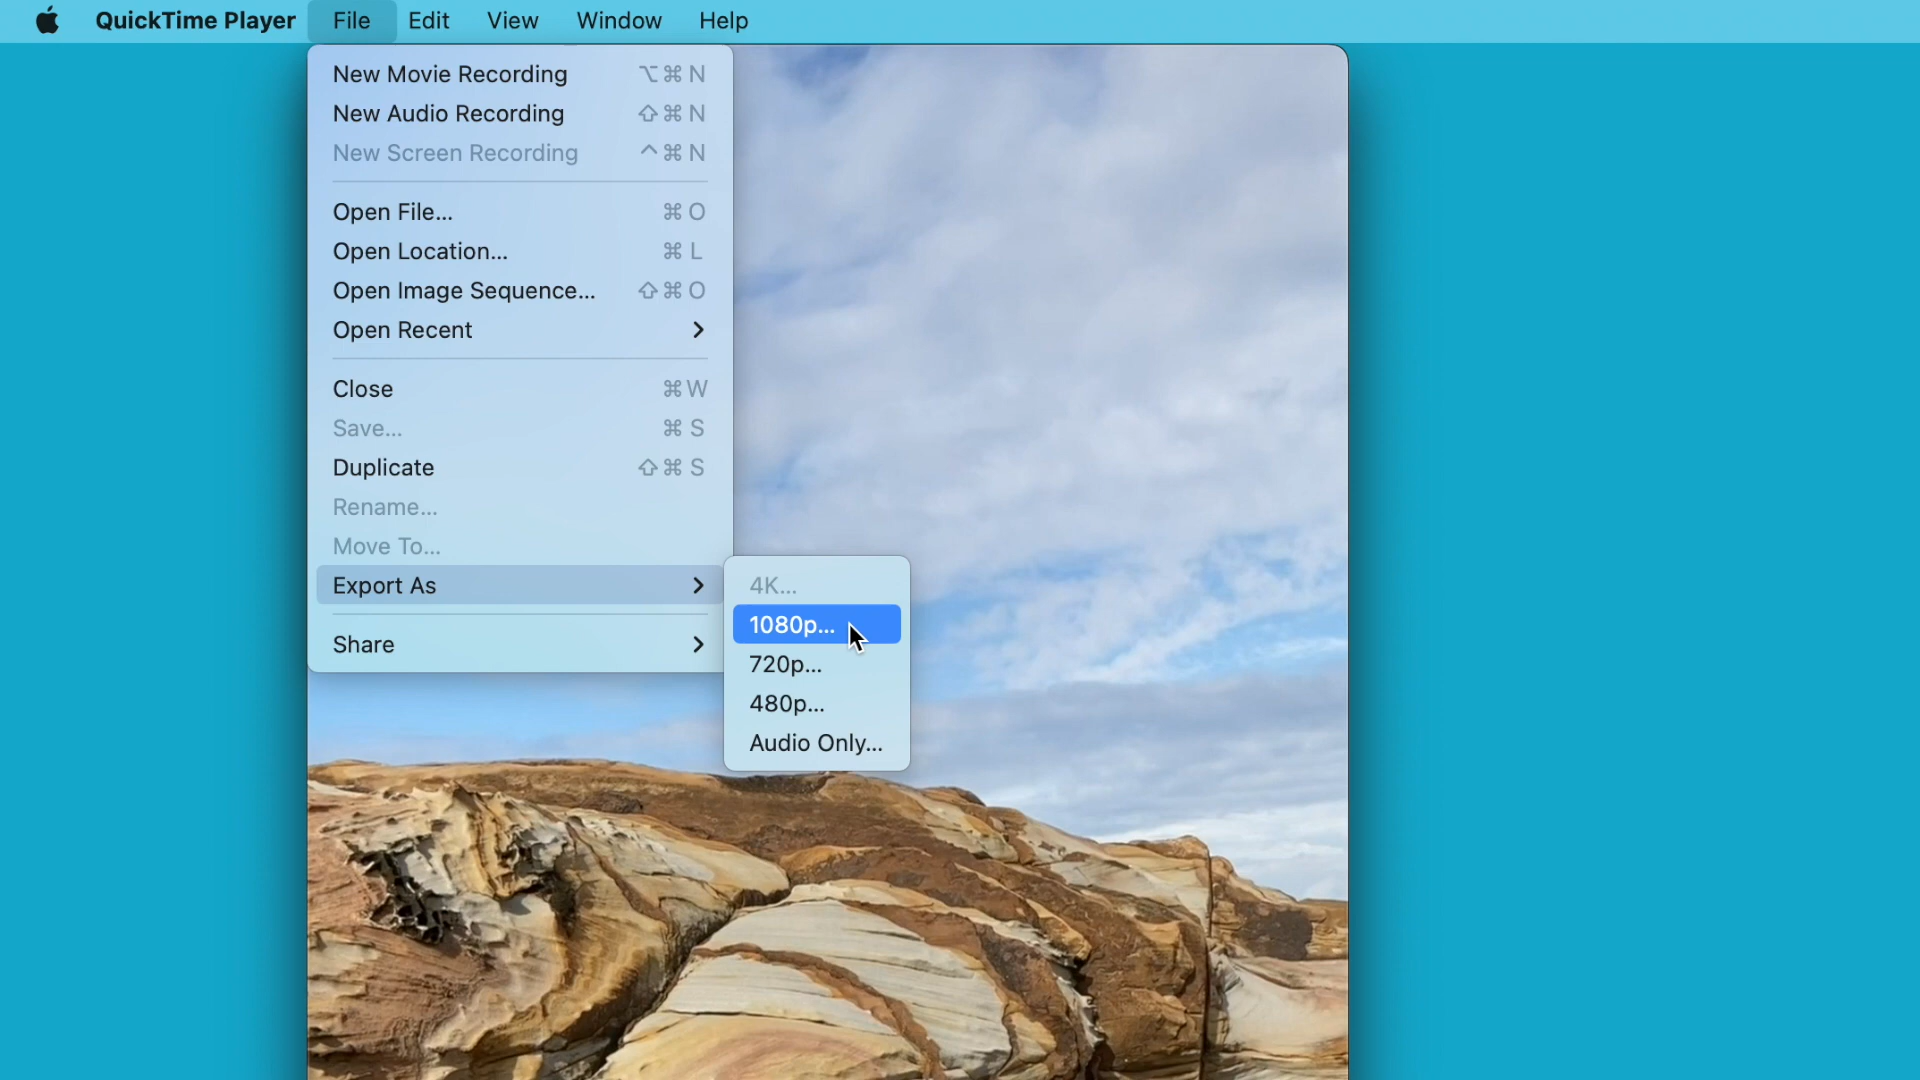 QuickTime Player File Edit View Window Help
New Movie Recording ⌥⌘N
New Audio Recording ⇧⌘N
New Screen Recording ^⌘N
Open File... ⌘O
Open Location... ⌘L
Open Image Sequence... ⇧⌘O
Open Recent >
Close ⌘W
Save... ⌘S
Duplicate ⇧⌘S
Rename...
Move To...
Export As >
Share >
4K...
1080p...
720p...
480p...
Audio Only...